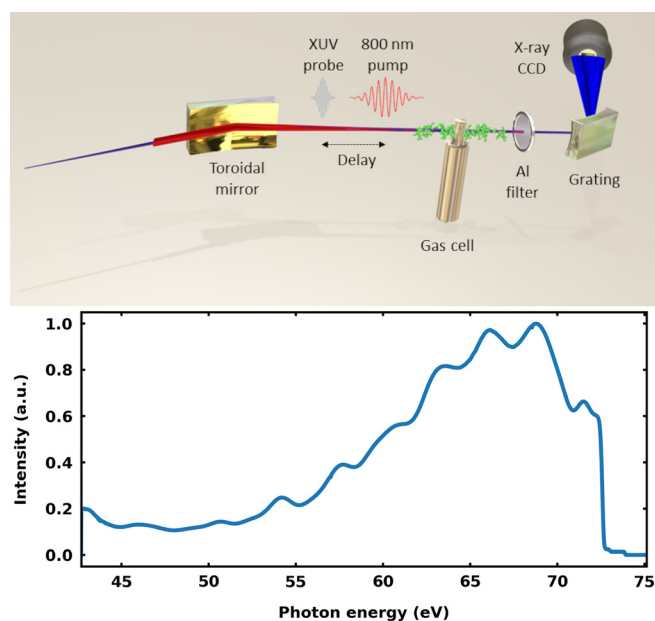 XUV
probe
800 nm
pump
X-ray
CCD
Toroidal
mirror
Delay
Al
filter
Grating
Gas cell
1.0
0.8
0.6
0.4
0.2
0.0
Intensity (a.u.)
45 50 55 60 65 70 75
Photon energy (eV)